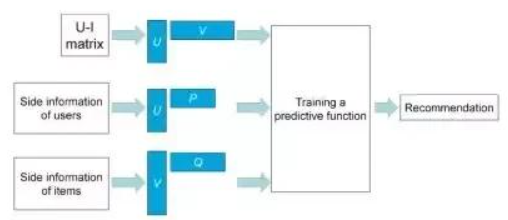 U-I
matrix
U
V
Side information
of users
U
P
Training a
predictive function
Recommendation
Side information
of items
V
Q